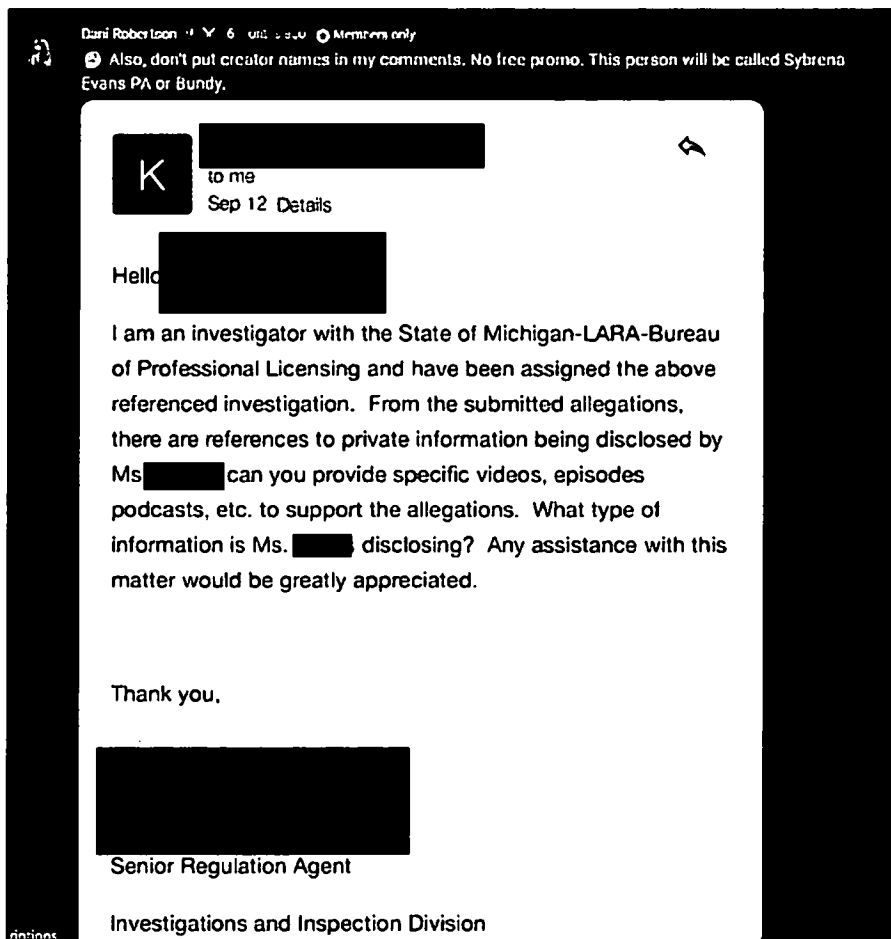 Dani Robertson
Members only
Also, don't put creator names in my comments. No free promo. This person will be called Sybrena
Evans PA or Bundy.
K
to me
Sep 12 Details
Hello
I am an investigator with the State of Michigan-LARA-Bureau
of Professional Licensing and have been assigned the above
referenced investigation. From the submitted allegations,
there are references to private information being disclosed by
Ms can you provide specific videos, episodes
podcasts, etc. to support the allegations. What type of
information is Ms. disclosing? Any assistance with this
matter would be greatly appreciated.
Thank you,
Senior Regulation Agent
Investigations and Inspection Division